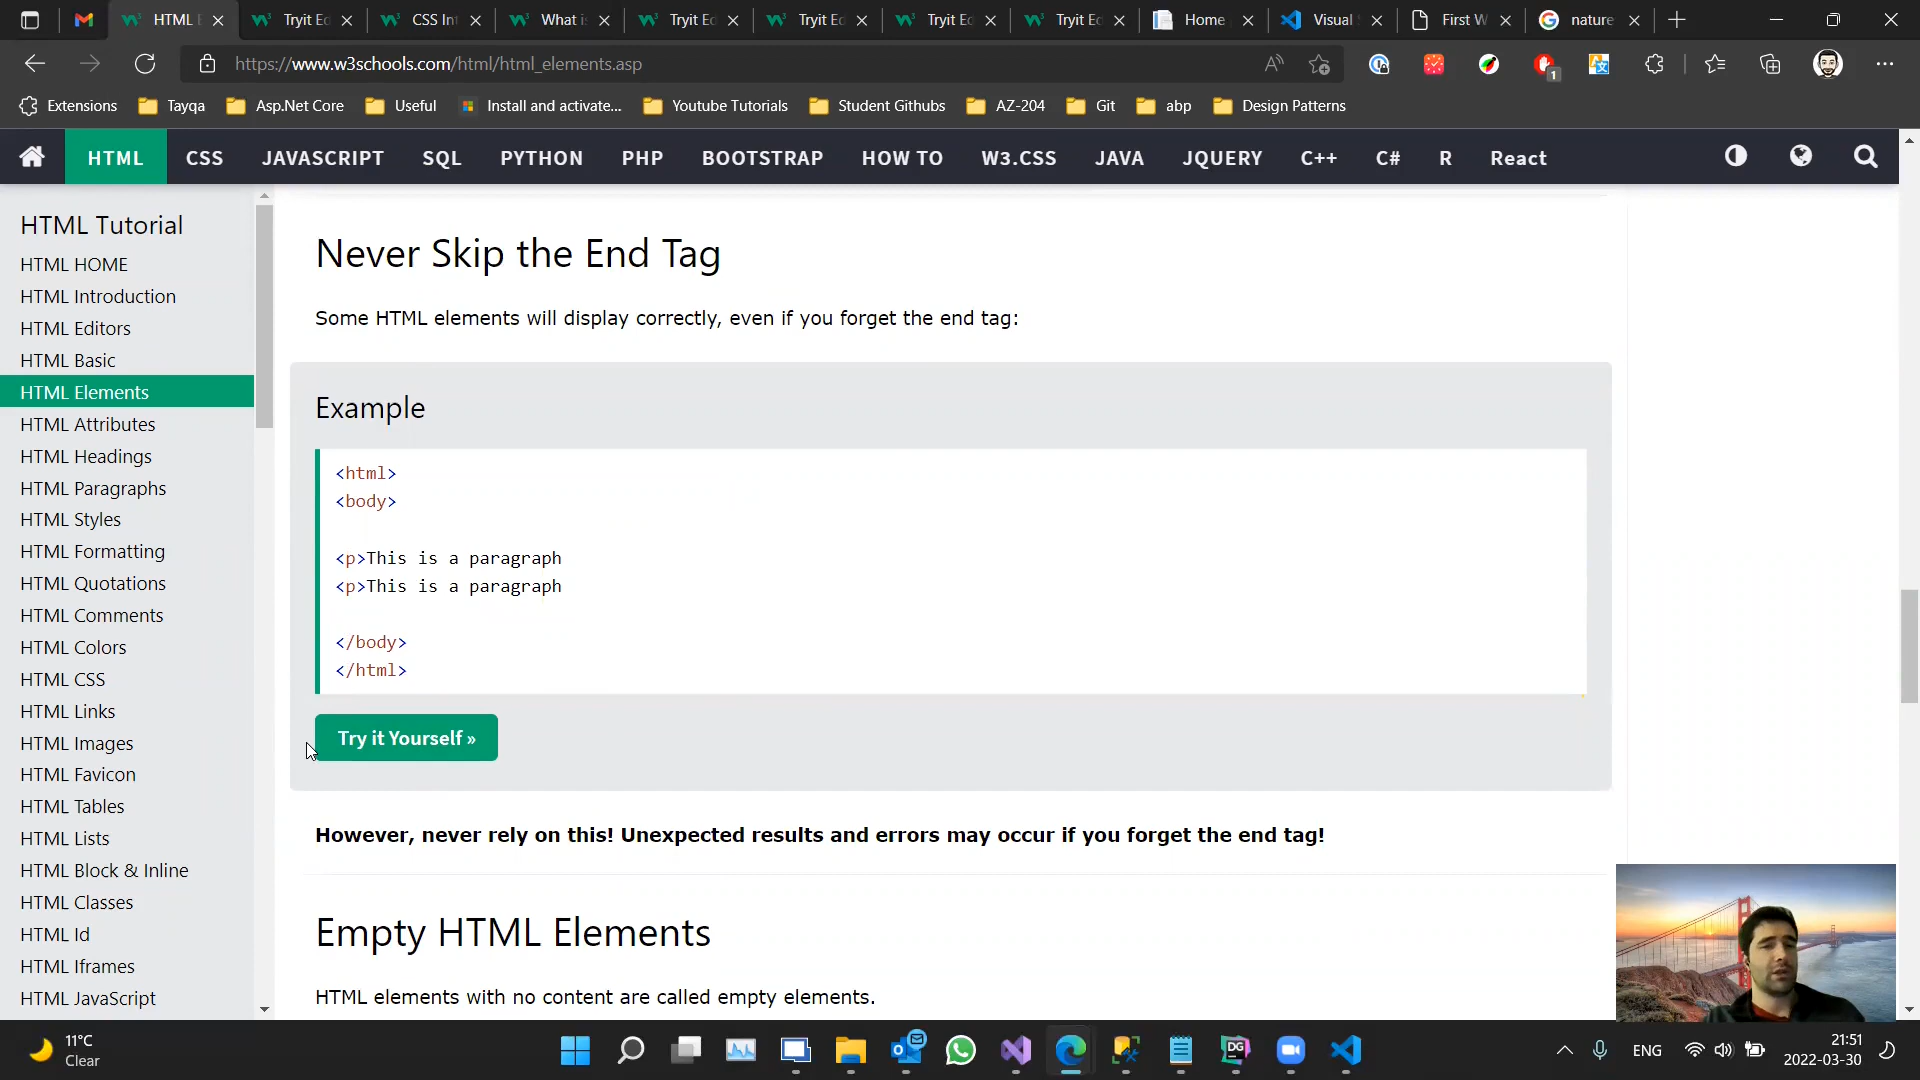 HTML E
Tryit Ed
CSS Int
What is
Tryit Ed
Tryit Ed
Tryit Ed
Tryit Ed
Home
Visual
First W
nature
https://www.w3schools.com/html/html_elements.asp
1
Extensions
Tayqa
Asp.Net Core
Useful
Install and activate...
Youtube Tutorials
Student Githubs
AZ-204
Git
abp
Design Patterns
HTML
CSS
JAVASCRIPT
SQL
PYTHON
PHP
BOOTSTRAP
HOW TO
W3.CSS
JAVA
JQUERY
C++
C#
R
React
HTML Tutorial
HTML HOME
HTML Introduction
HTML Editors
HTML Basic
HTML Elements
HTML Attributes
HTML Headings
HTML Paragraphs
HTML Styles
HTML Formatting
HTML Quotations
HTML Comments
HTML Colors
HTML CSS
HTML Links
HTML Images
HTML Favicon
HTML Tables
HTML Lists
HTML Block & Inline
HTML Classes
HTML Id
HTML Iframes
HTML JavaScript
Never Skip the End Tag
Some HTML elements will display correctly, even if you forget the end tag:
Example
<html>
<body>
<p>This is a paragraph
<p>This is a paragraph
</body>
</html>
Try it Yourself »
However, never rely on this! Unexpected results and errors may occur if you forget the end tag!
Empty HTML Elements
HTML elements with no content are called empty elements.
11°C
Clear
DG
ENG
21:51
2022-03-30